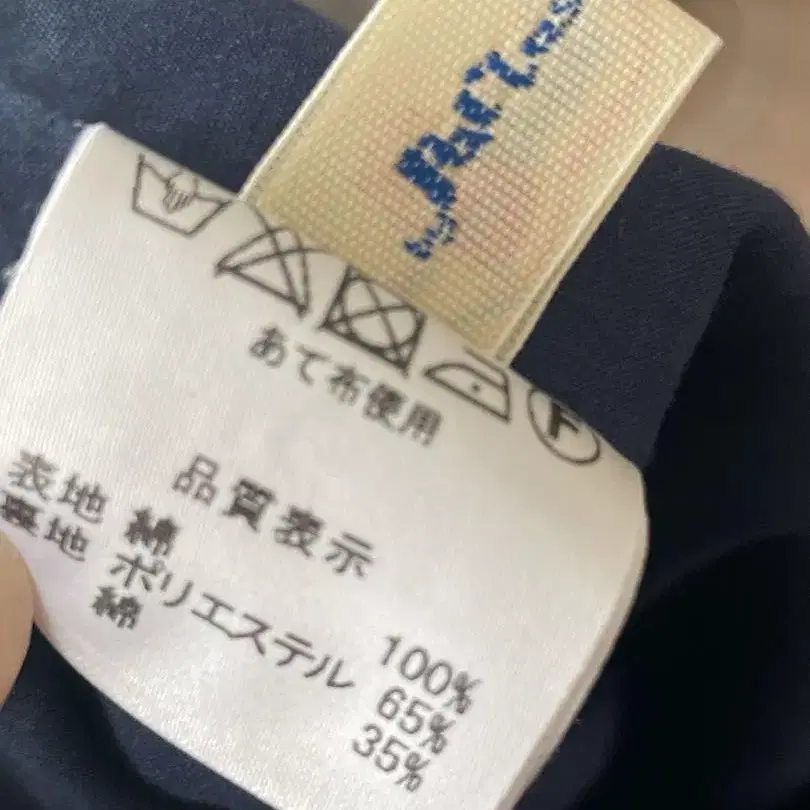 F
あて布使用
品質表示
表地 綿 100%
裏地 ポリエステル 65%
綿 35%